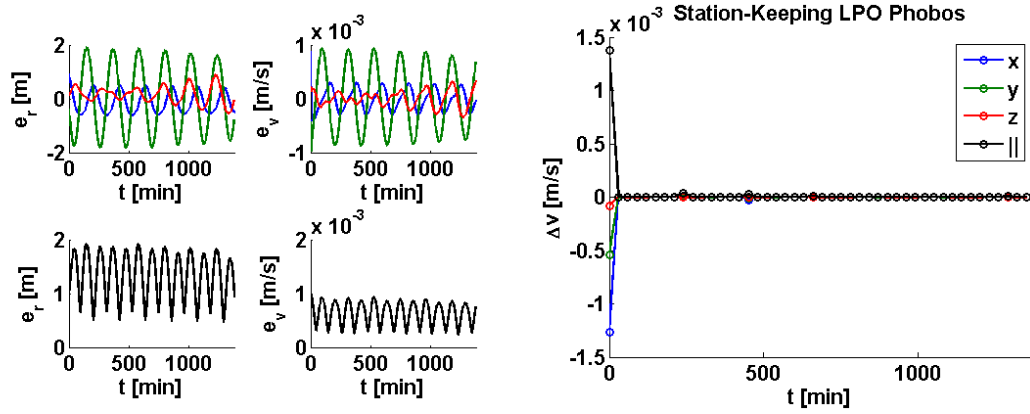 e_r [m]
2
0
-2
0
500
1000
t [min]
x 10^-3
e_v [m/s]
1
0
-1
0
500
1000
t [min]
e_r [m]
2
1
0
0
500
1000
t [min]
x 10^-3
e_v [m/s]
2
1
0
0
500
1000
t [min]
x 10^-3
Station-Keeping LPO Phobos
Δv [m/s]
1.5
1
0.5
0
-0.5
-1
-1.5
0
500
1000
t [min]
x
y
z
||